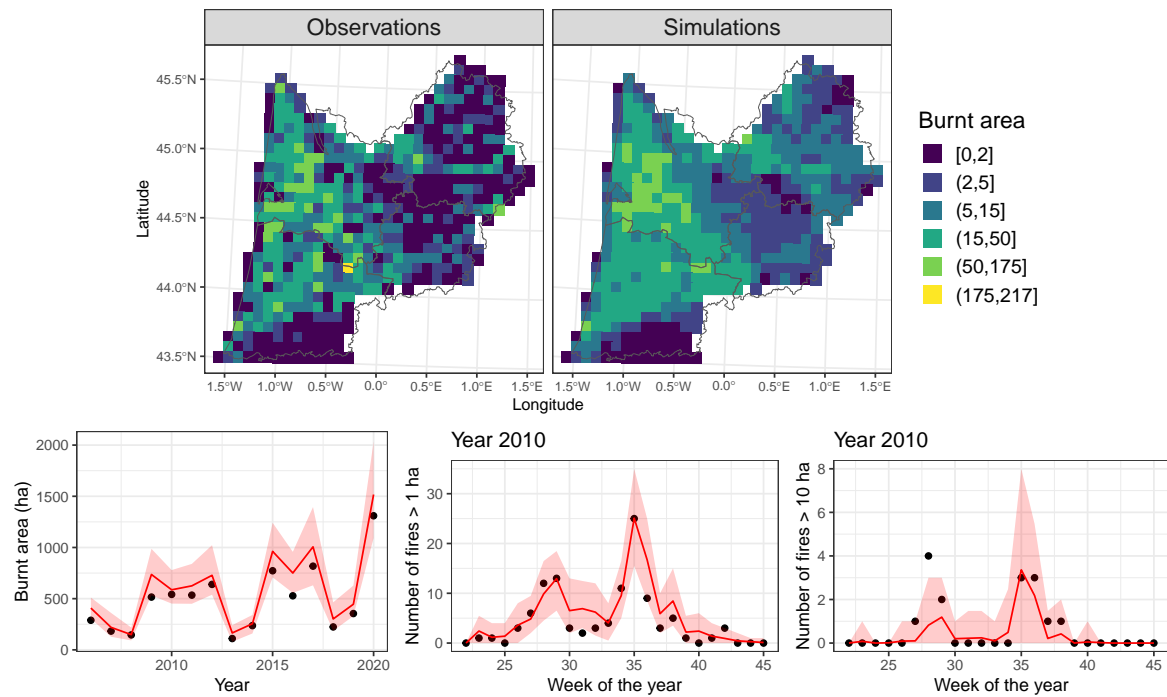 Observations
Simulations
45.5°N
45.0°N
44.5°N
44.0°N
43.5°N
Latitude
1.5°W
1.0°W
0.5°W
0.0°
0.5°E
1.0°E
1.5°E
1.5°W
1.0°W
0.5°W
0.0°
0.5°E
1.0°E
1.5°E
Longitude
Burnt area
[0,2]
(2,5]
(5,15]
(15,50]
(50,175]
(175,217]
Burnt area (ha)
2000
1500
1000
500
0
2010
2015
2020
Year
Year 2010
Number of fires > 1 ha
30
20
10
0
25
30
35
40
45
Week of the year
Year 2010
Number of fires > 10 ha
8
6
4
2
0
25
30
35
40
45
Week of the year